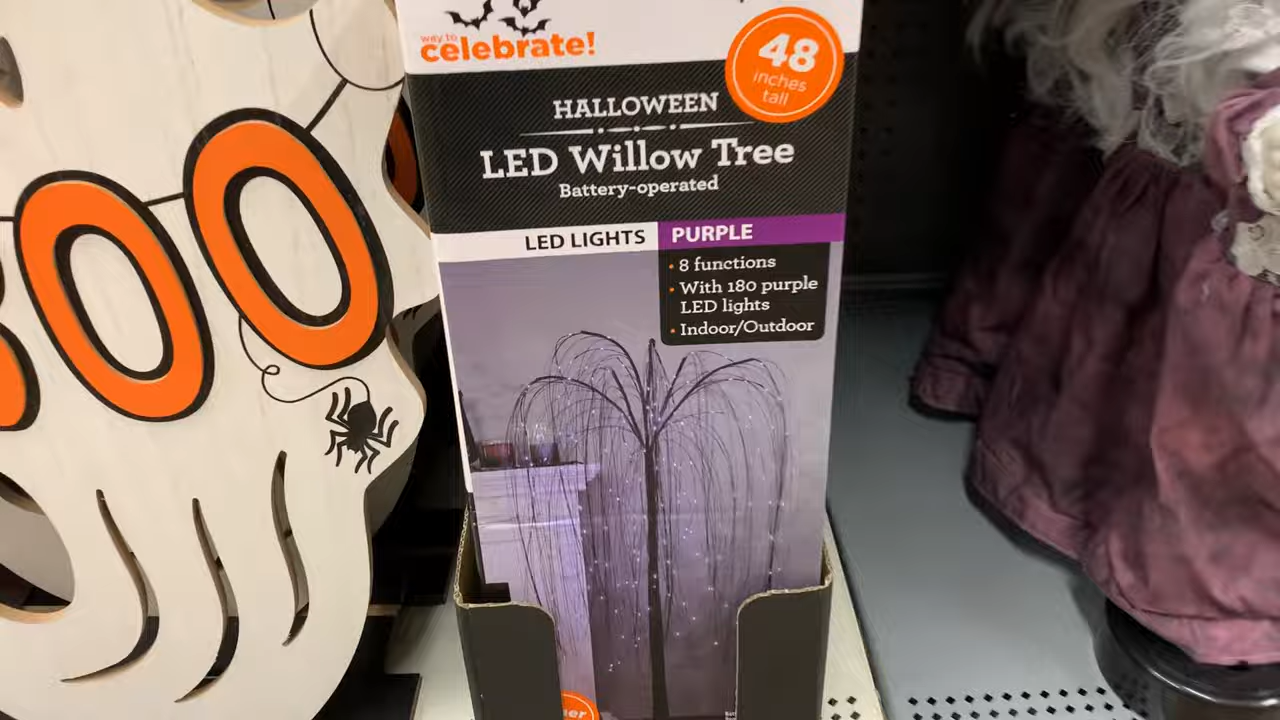 way to
celebrate!
48
inches
tall
HALLOWEEN
LED Willow Tree
Battery-operated
LED LIGHTS PURPLE
• 8 functions
• With 180 purple
LED lights
• Indoor/Outdoor
OO